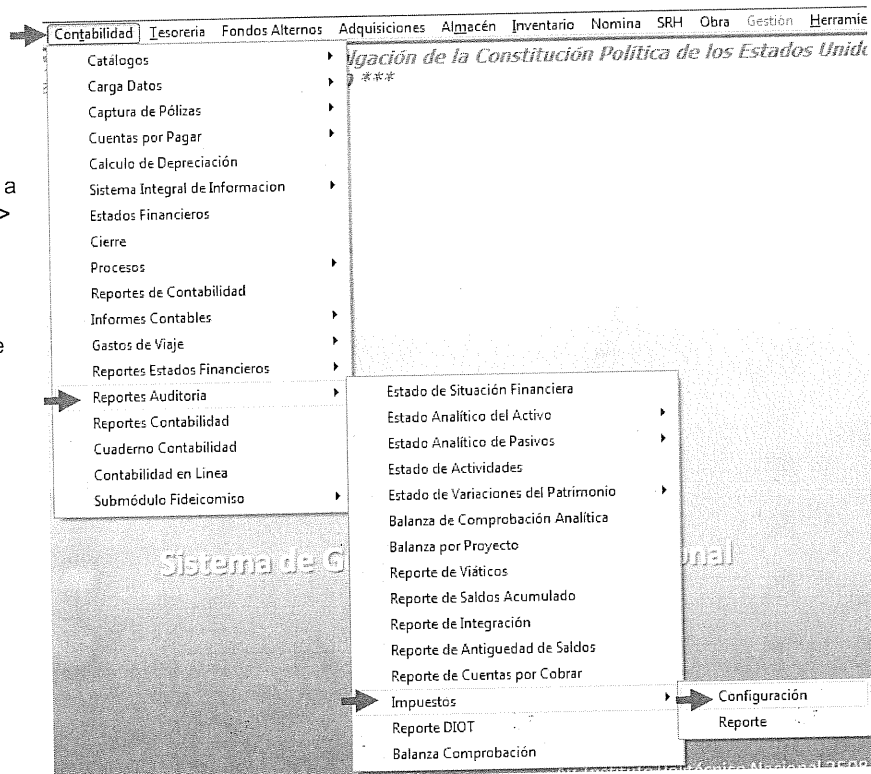 Contabilidad Tesoreria Fondos Alternos Adquisiciones Almacén Inventario Nomina SRH Obra Gestión Herramie
lgación de la Constitución Política de los Estados Unido
***
Catálogos
Carga Datos
Captura de Pólizas
Cuentas por Pagar
Calculo de Depreciación
a
Sistema Integral de Informacion
>
Estados Financieros
Cierre
Procesos
Reportes de Contabilidad
Informes Contables
e
Gastos de Viaje
Reportes Estados Financieros
Reportes Auditoria
Reportes Contabilidad
Cuaderno Contabilidad
Contabilidad en Linea
Submódulo Fideicomiso
Estado de Situación Financiera
Estado Analítico del Activo
Estado Analítico de Pasivos
Estado de Actividades
Estado de Variaciones del Patrimonio
Balanza de Comprobación Analítica
Balanza por Proyecto
Reporte de Viáticos
Reporte de Saldos Acumulado
Reporte de Integración
Reporte de Antiguedad de Saldos
Reporte de Cuentas por Cobrar
Impuestos
Reporte DIOT
Balanza Comprobación
Configuración
Reporte
Sistema de G
onal